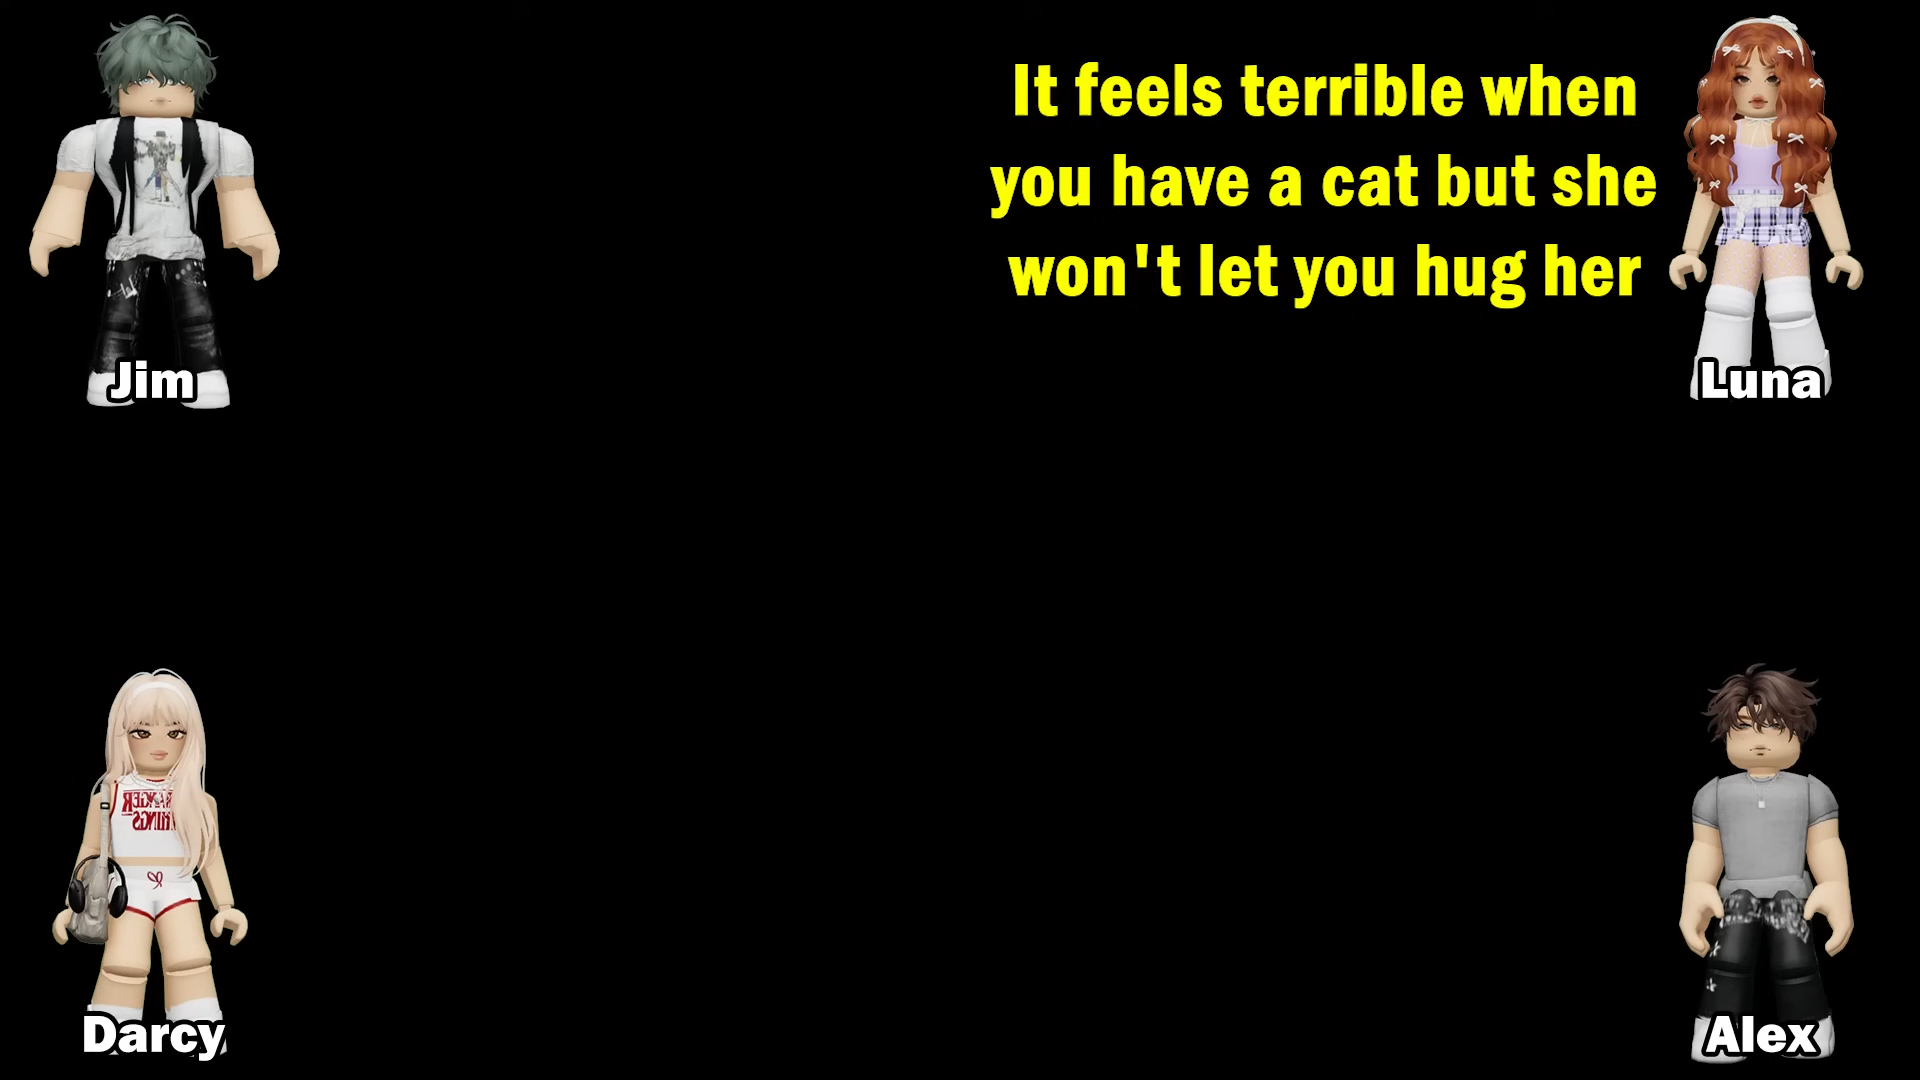 It feels terrible when
you have a cat but she
won't let you hug her
Jim
Luna
Darcy
Alex